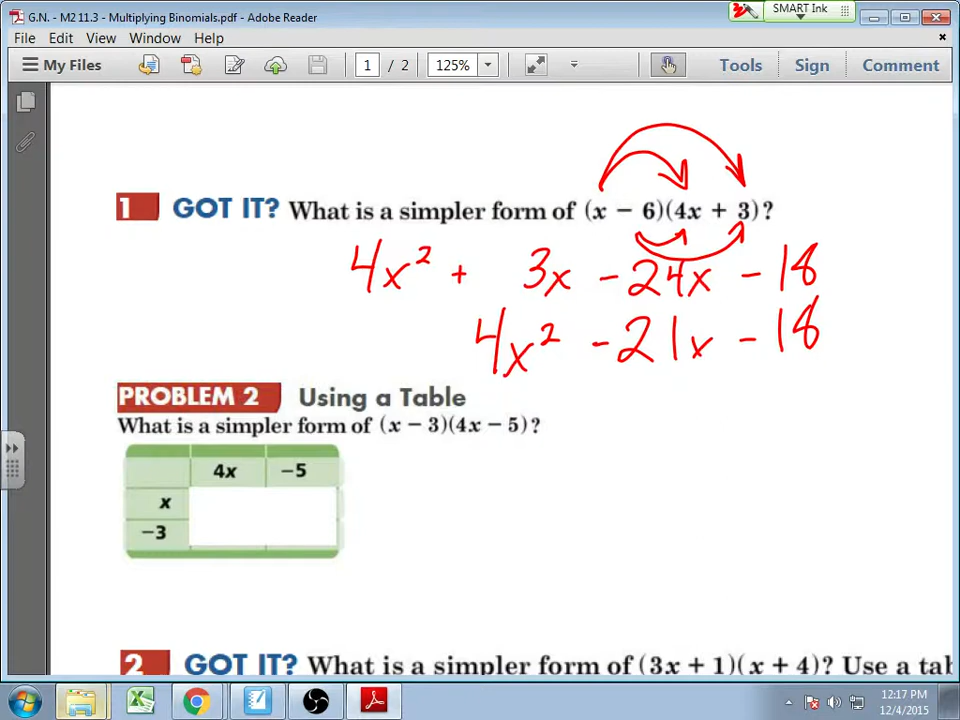 G.N. - M2 11.3 - Multiplying Binomials.pdf - Adobe Reader
SMART Ink
File Edit View Window Help
My Files 1 / 2 125% Tools Sign Comment
1 GOT IT? What is a simpler form of (x − 6)(4x + 3)?
4x² + 3x - 24x - 18
4x² - 21x - 18
PROBLEM 2 Using a Table
What is a simpler form of (x − 3)(4x − 5)?
4x −5
x
−3
2 GOT IT? What is a simpler form of (3x + 1)(x + 4)? Use a tab
12:17 PM
12/4/2015